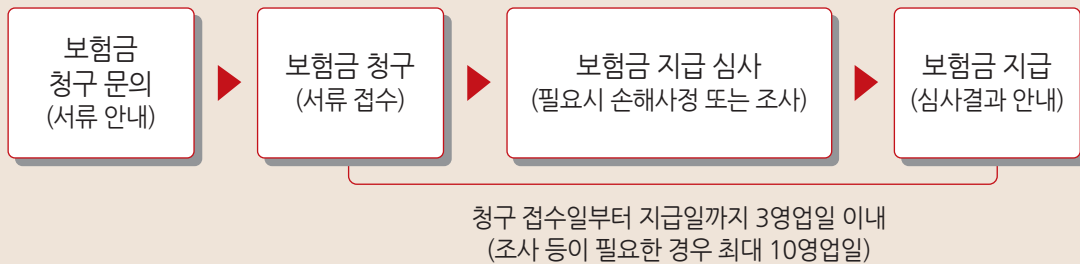 보험금
청구 문의
(서류 안내)
보험금 청구
(서류 접수)
보험금 지급 심사
(필요시 손해사정 또는 조사)
보험금 지급
(심사결과 안내)
청구 접수일부터 지급일까지 3영업일 이내
(조사 등이 필요한 경우 최대 10영업일)